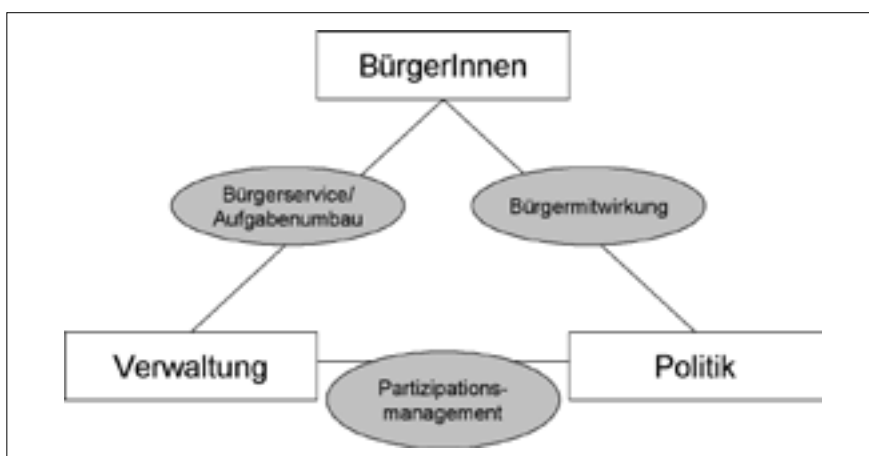 BürgerInnen
Bürgerservice/
Aufgabenumbau
Bürgermitwirkung
Verwaltung
Politik
Partizipations-
management